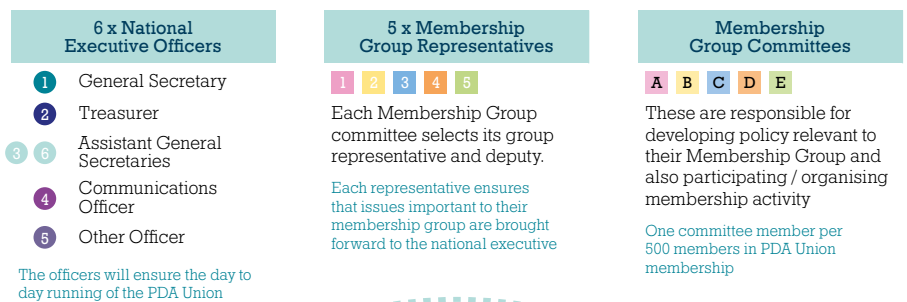 6 x National
Executive Officers
1 General Secretary
2 Treasurer
3 6 Assistant General
Secretaries
4 Communications
Officer
5 Other Officer
The officers will ensure the day to
day running of the PDA Union
5 x Membership
Group Representatives
1 2 3 4 5
Each Membership Group
committee selects its group
representative and deputy.
Each representative ensures
that issues important to their
membership group are brought
forward to the national executive
Membership
Group Committees
A B C D E
These are responsible for
developing policy relevant to
their Membership Group and
also participating / organising
membership activity
One committee member per
500 members in PDA Union
membership